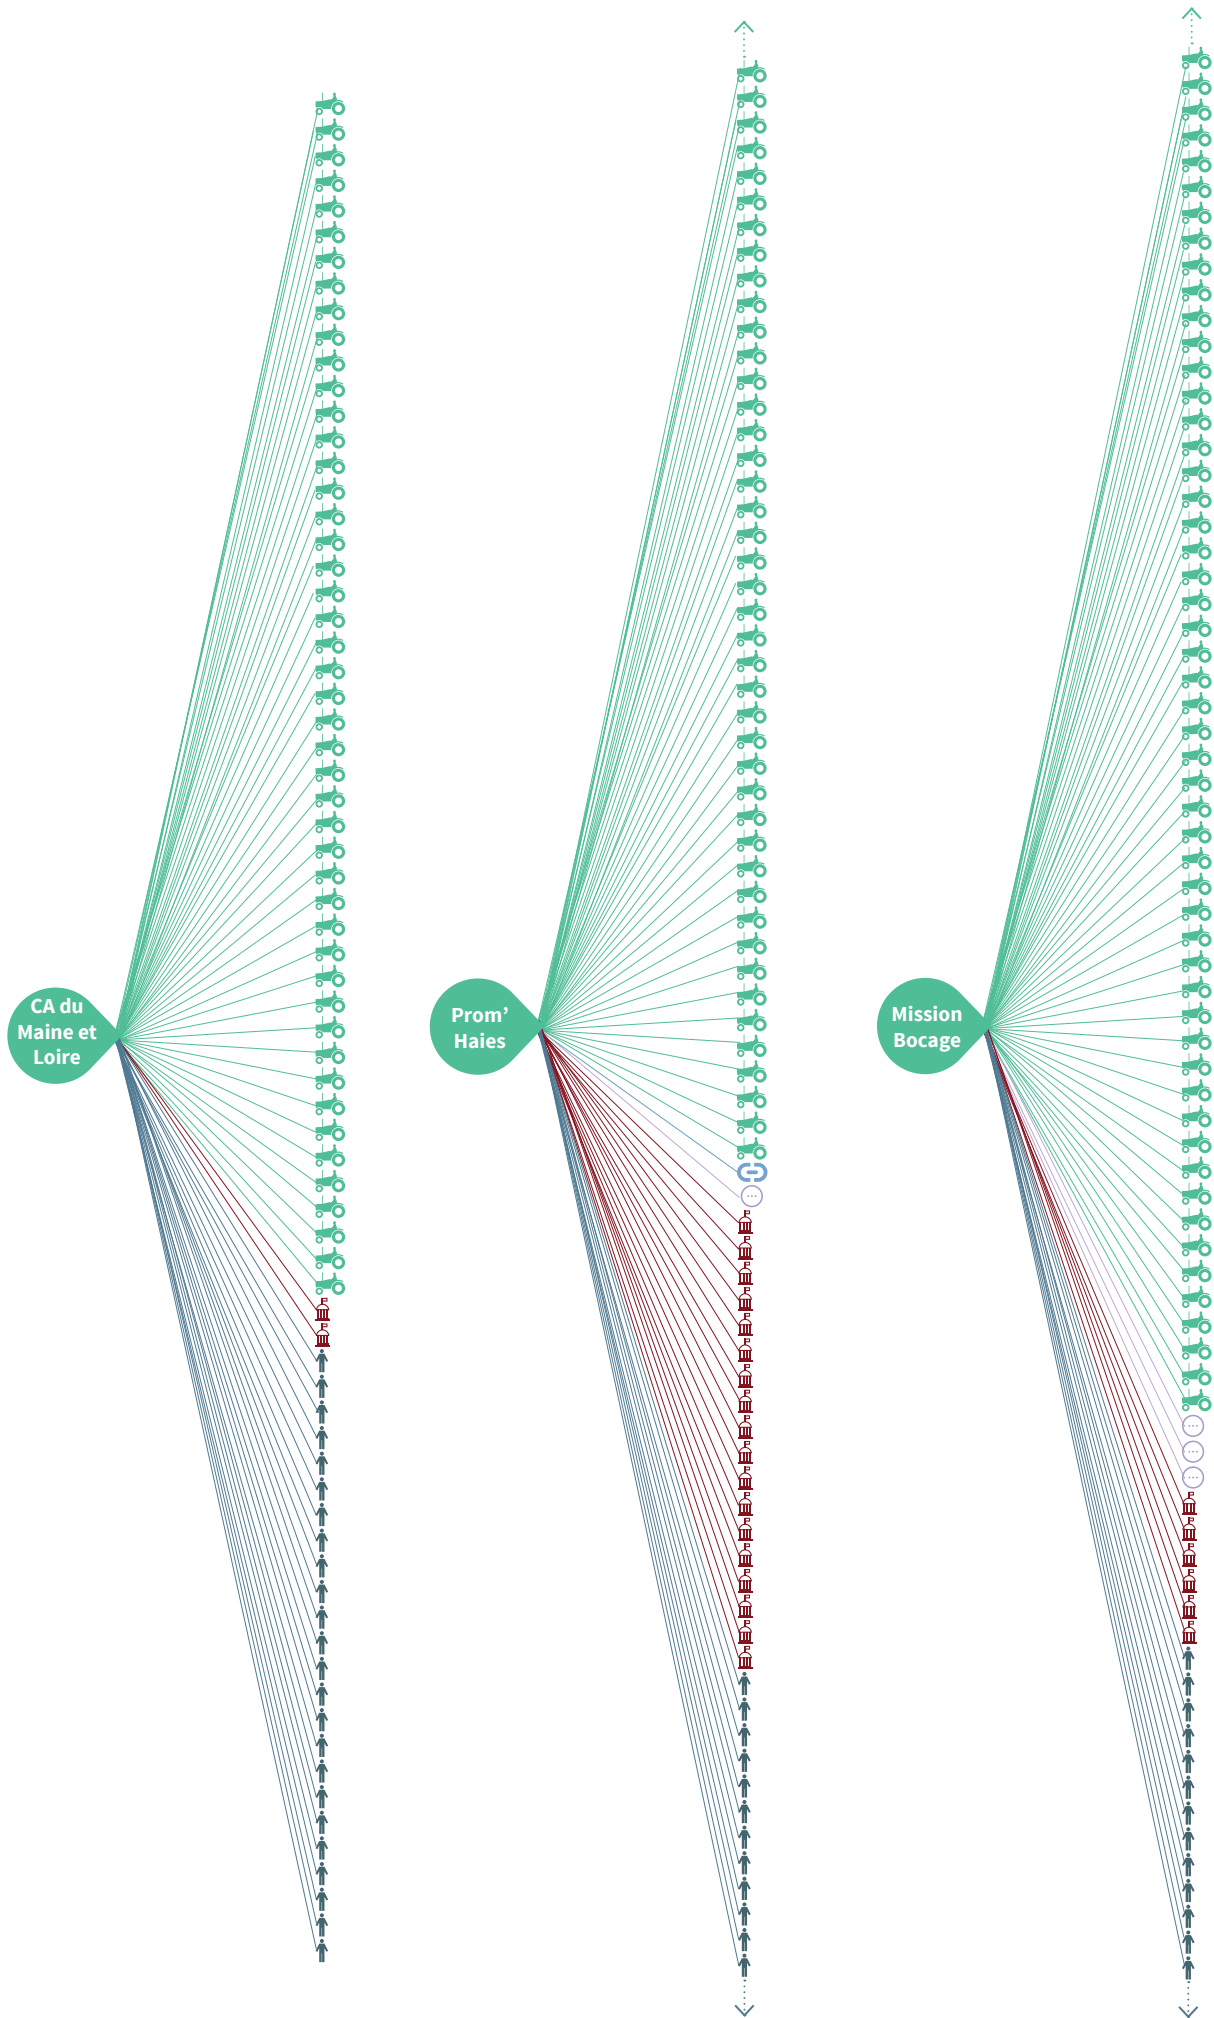 CA du
Maine et
Loire
Prom’
Haies
Mission
Bocage